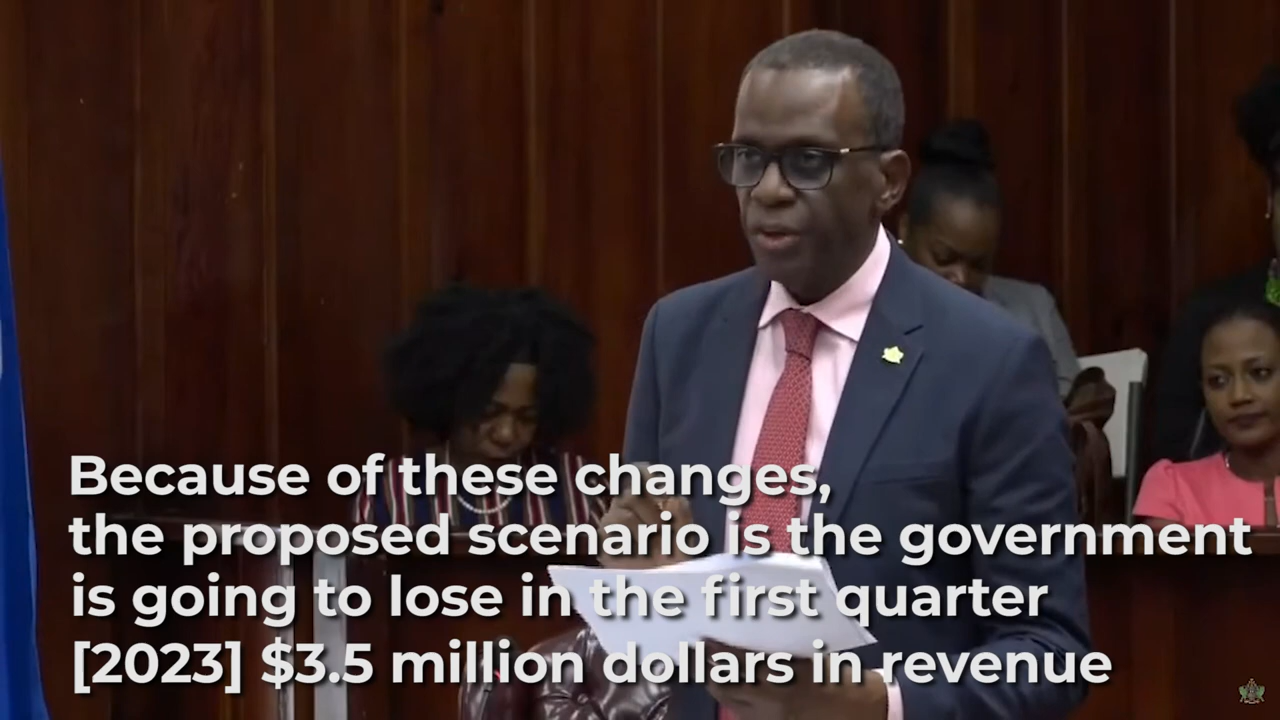 Because of these changes,
the proposed scenario is the government
is going to lose in the first quarter
[2023] $3.5 million dollars in revenue